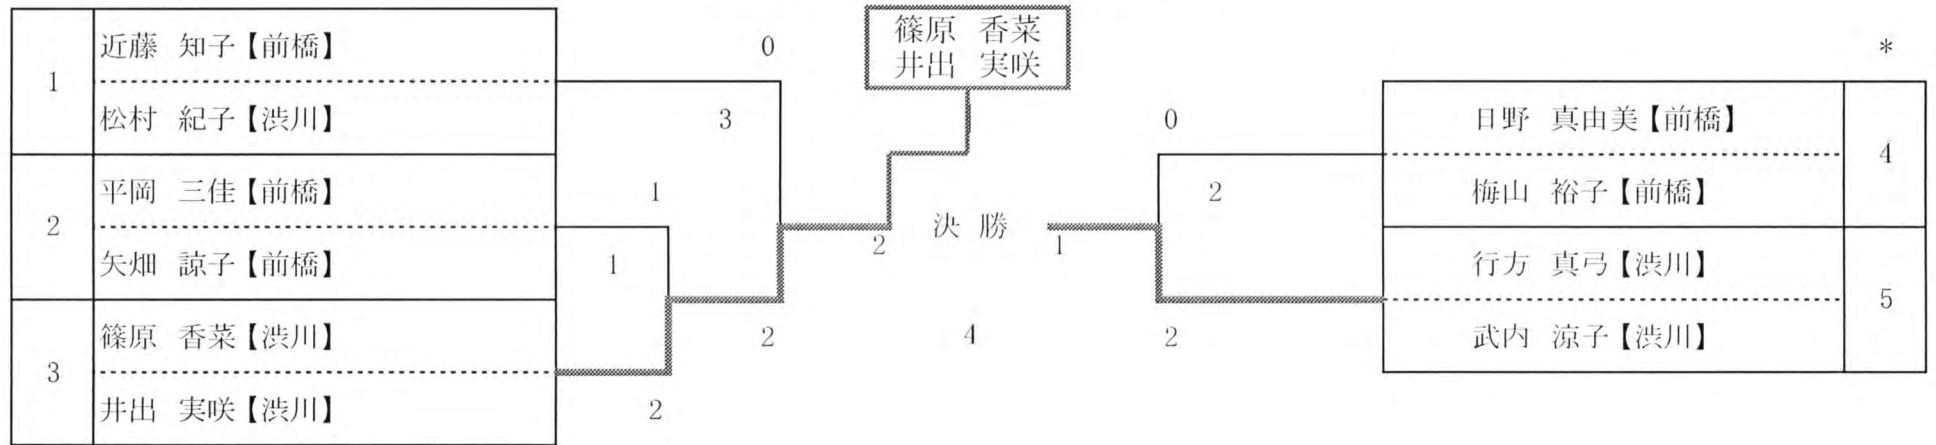 1
近藤 知子【前橋】
松村 紀子【渋川】
2
平岡 三佳【前橋】
矢畑 諒子【前橋】
3
篠原 香菜【渋川】
井出 実咲【渋川】
0
3
1
1
2
2
篠原 香菜
井出 実咲
2
決 勝
1
4
0
2
2
*
日野 真由美【前橋】
梅山 裕子【前橋】
4
行方 真弓【渋川】
武内 涼子【渋川】
5